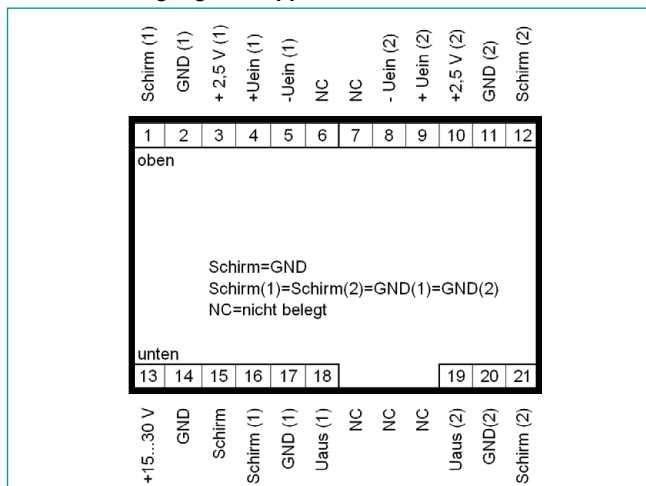 Schirm (1)
GND (1)
+ 2,5 V (1)
+Uein (1)
-Uein (1)
NC
NC
- Uein (2)
+ Uein (2)
+2,5 V (2)
GND (2)
Schirm (2)
1 2 3 4 5 6 7 8 9 10 11 12
oben
Schirm=GND
Schirm(1)=Schirm(2)=GND(1)=GND(2)
NC=nicht belegt
unten
13 14 15 16 17 18 19 20 21
+15...30 V
GND
Schirm
Schirm (1)
GND (1)
Uaus (1)
NC
NC
NC
Uaus (2)
GND(2)
Schirm (2)